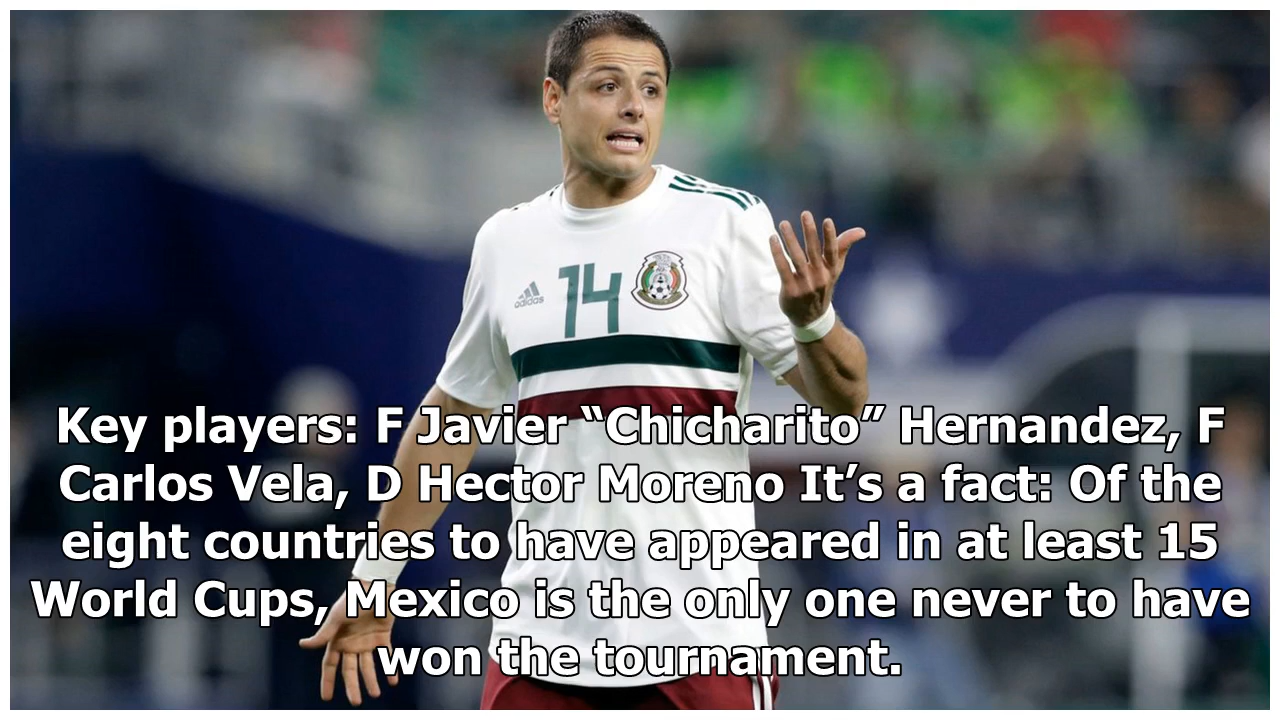 adidas
14
Key players: F Javier “Chicharito” Hernandez, F
Carlos Vela, D Hector Moreno It’s a fact: Of the
eight countries to have appeared in at least 15
World Cups, Mexico is the only one never to have
won the tournament.